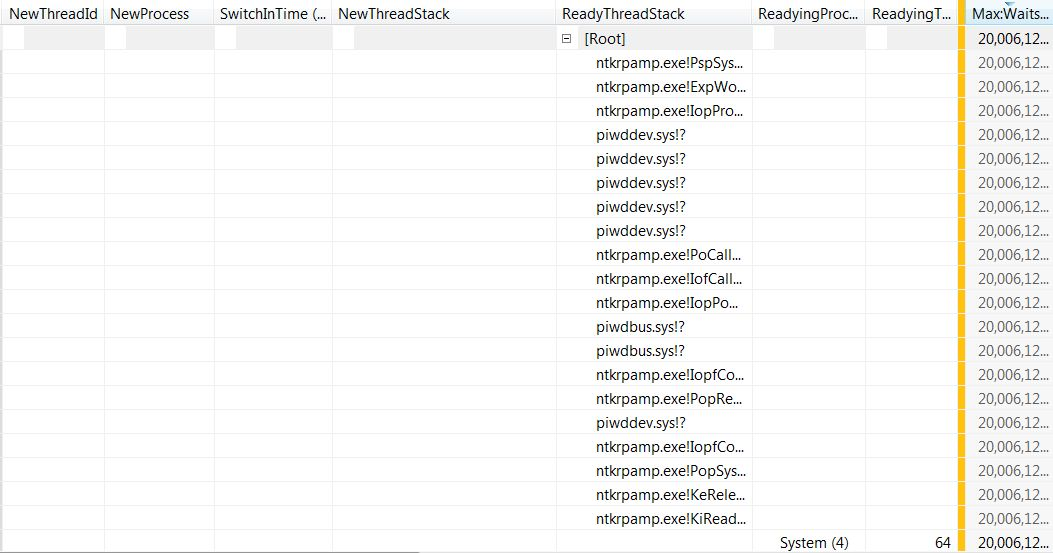 NewThreadId NewProcess SwitchInTime (... NewThreadStack ReadyThreadStack ReadyingProc... ReadyingT... Max:Waits...
[Root] 20,006,12...
ntkrpamp.exe!PspSys... 20,006,12...
ntkrpamp.exe!ExpWo... 20,006,12...
ntkrpamp.exe!IopPro... 20,006,12...
piwddev.sys!? 20,006,12...
piwddev.sys!? 20,006,12...
piwddev.sys!? 20,006,12...
piwddev.sys!? 20,006,12...
piwddev.sys!? 20,006,12...
ntkrpamp.exe!PoCall... 20,006,12...
ntkrpamp.exe!IofCall... 20,006,12...
ntkrpamp.exe!IopPo... 20,006,12...
piwdbus.sys!? 20,006,12...
piwdbus.sys!? 20,006,12...
ntkrpamp.exe!IopfCo... 20,006,12...
ntkrpamp.exe!PopRe... 20,006,12...
piwddev.sys!? 20,006,12...
ntkrpamp.exe!IopfCo... 20,006,12...
ntkrpamp.exe!PopSys... 20,006,12...
ntkrpamp.exe!KeRele... 20,006,12...
ntkrpamp.exe!KiRead... 20,006,12...
System (4) 64 20,006,12...